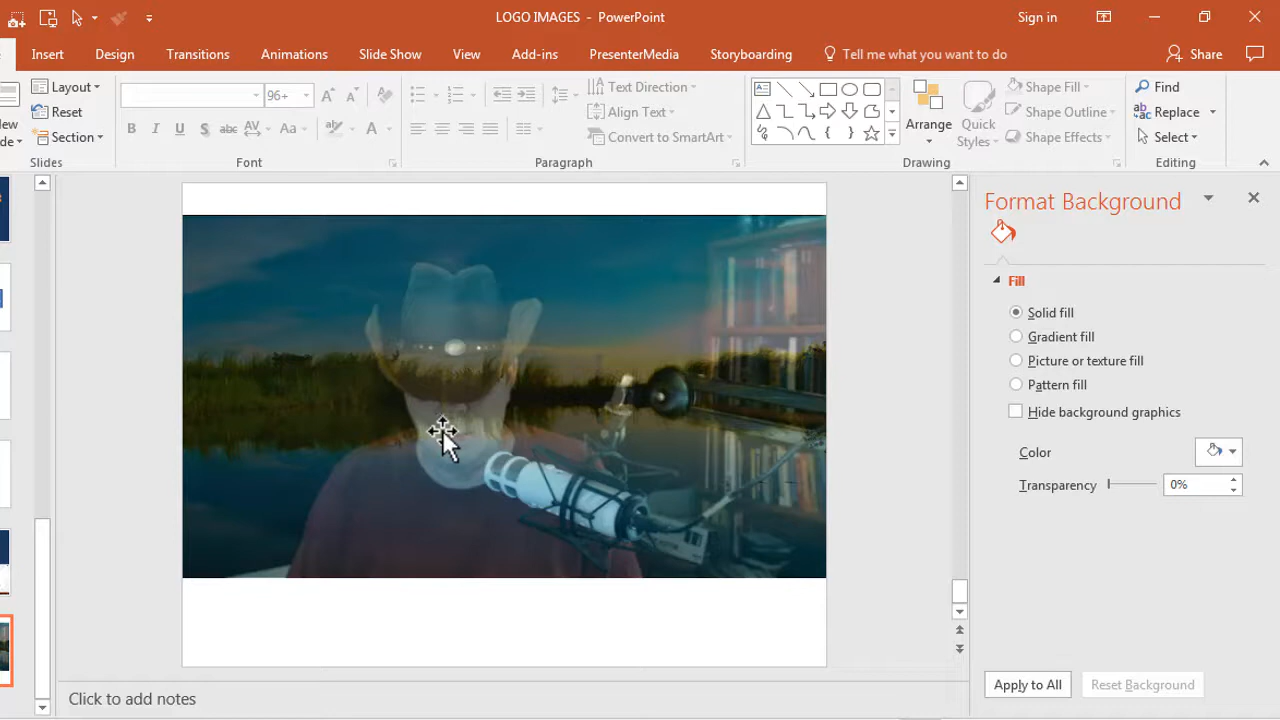 LOGO IMAGES - PowerPoint
Sign in
Insert
Design
Transitions
Animations
Slide Show
View
Add-ins
PresenterMedia
Storyboarding
Tell me what you want to do
Share
Layout
Reset
Section
Slides
96+
B I U S abc AV Aa A
Font
Text Direction
Align Text
Convert to SmartArt
Paragraph
Arrange
Quick
Styles
Shape Fill
Shape Outline
Shape Effects
Drawing
Find
Replace
Select
Editing
Format Background
Fill
Solid fill
Gradient fill
Picture or texture fill
Pattern fill
Hide background graphics
Color
Transparency
0%
Apply to All
Reset Background
Click to add notes